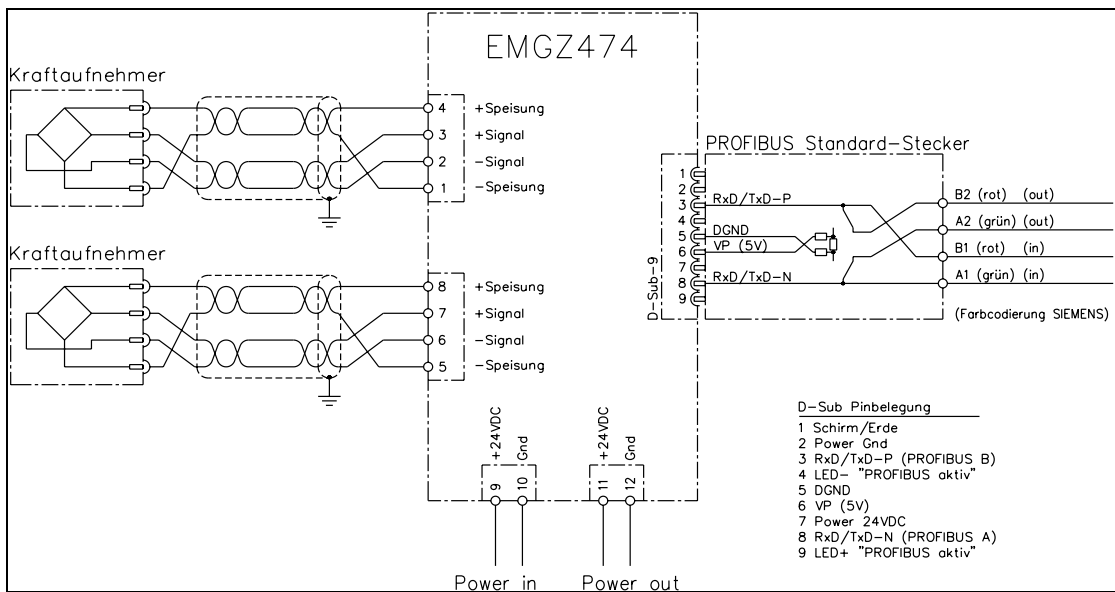 EMGZ474
Kraftaufnehmer
4 +Speisung
3 +Signal
2 −Signal
1 −Speisung
Kraftaufnehmer
8 +Speisung
7 +Signal
6 −Signal
5 −Speisung
PROFIBUS Standard−Stecker
D−Sub−9
1
2
3 RxD/TxD−P
4
5 DGND
6 VP (5V)
7
8 RxD/TxD−N
9
B2 (rot) (out)
A2 (grün) (out)
B1 (rot) (in)
A1 (grün) (in)
(Farbcodierung SIEMENS)
D−Sub Pinbelegung
1 Schirm/Erde
2 Power Gnd
3 RxD/TxD−P (PROFIBUS B)
4 LED− "PROFIBUS aktiv"
5 DGND
6 VP (5V)
7 Power 24VDC
8 RxD/TxD−N (PROFIBUS A)
9 LED+ "PROFIBUS aktiv"
+24VDC
Gnd
+24VDC
Gnd
9
10
11
12
Power in
Power out